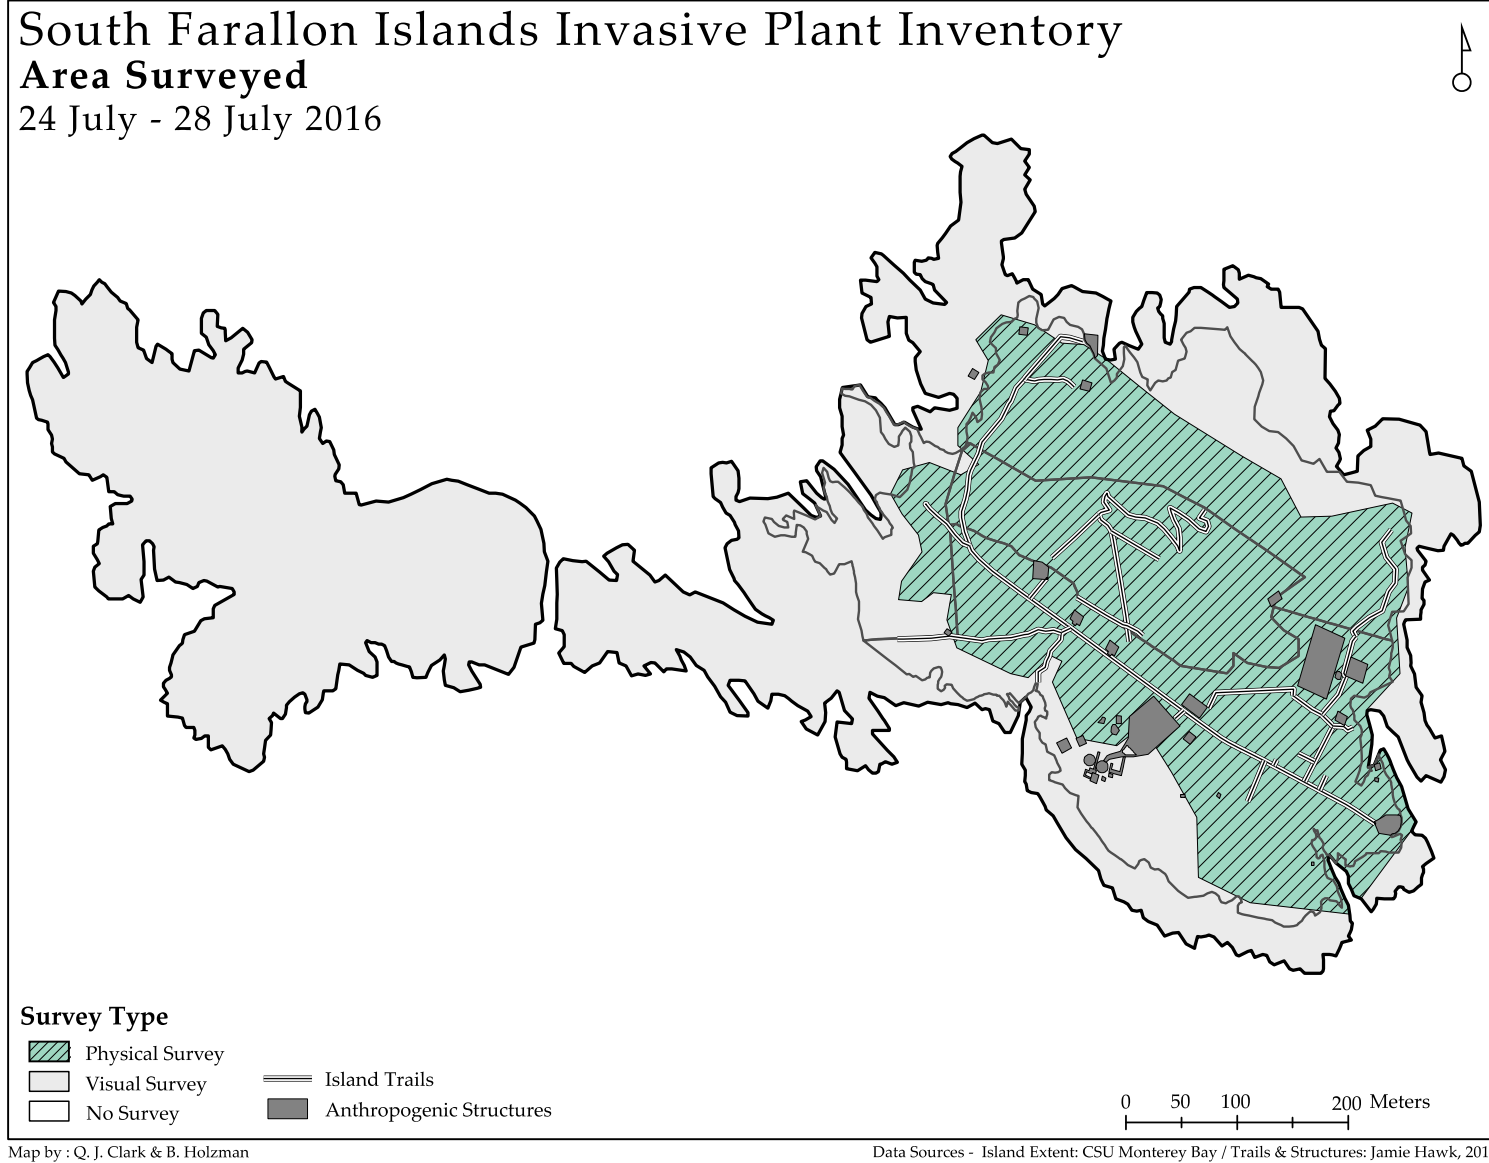 South Farallon Islands Invasive Plant Inventory
Area Surveyed
24 July - 28 July 2016
Survey Type
Physical Survey
Visual Survey
No Survey
Island Trails
Anthropogenic Structures
0 50 100 200 Meters
Map by : Q. J. Clark & B. Holzman
Data Sources - Island Extent: CSU Monterey Bay / Trails & Structures: Jamie Hawk, 201